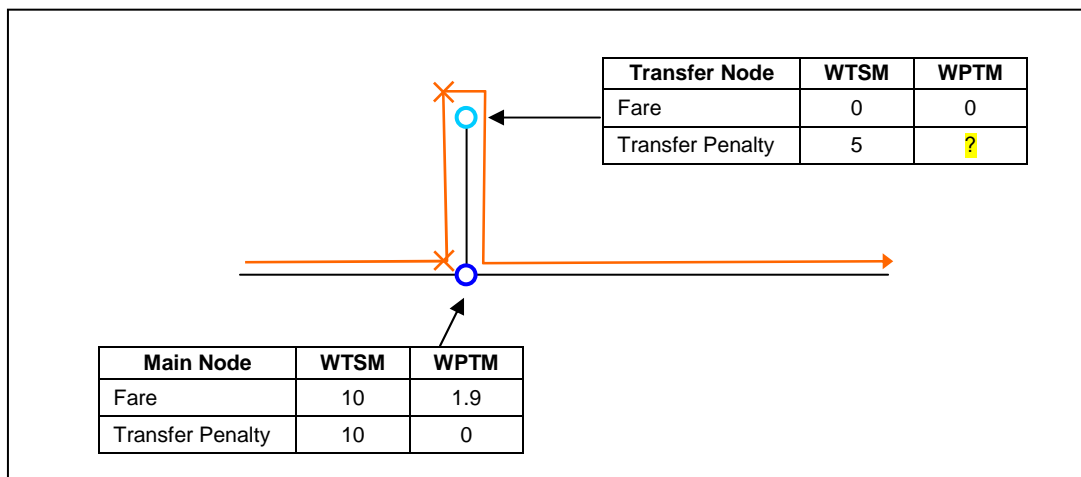 Transfer Node WTSM WPTM
Fare 0 0
Transfer Penalty 5 ?
Main Node WTSM WPTM
Fare 10 1.9
Transfer Penalty 10 0